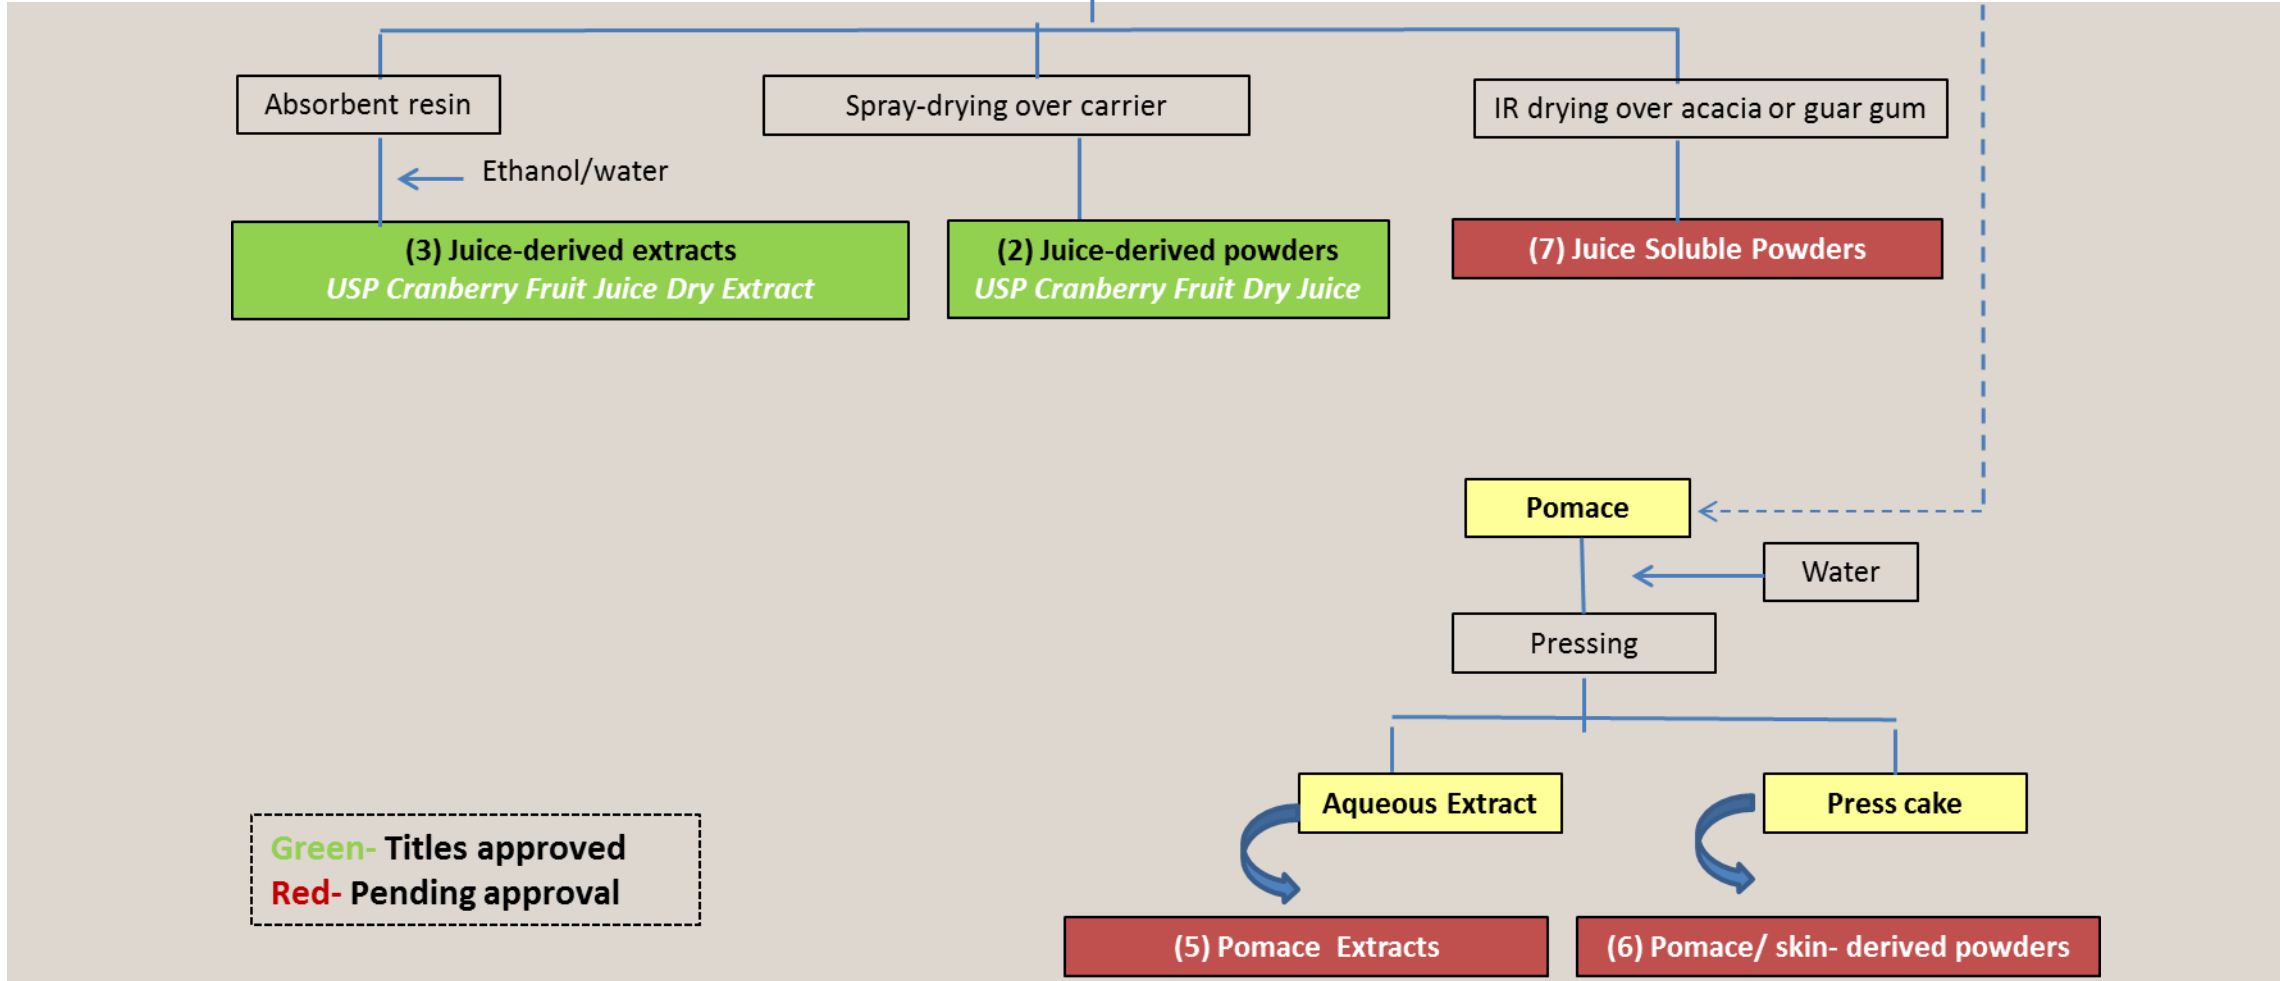 Absorbent resin
Spray-drying over carrier
IR drying over acacia or guar gum
Ethanol/water
(3) Juice-derived extracts
USP Cranberry Fruit Juice Dry Extract
(2) Juice-derived powders
USP Cranberry Fruit Dry Juice
(7) Juice Soluble Powders
Pomace
Water
Pressing
Aqueous Extract
Press cake
Green- Titles approved
Red- Pending approval
(5) Pomace Extracts
(6) Pomace/ skin- derived powders